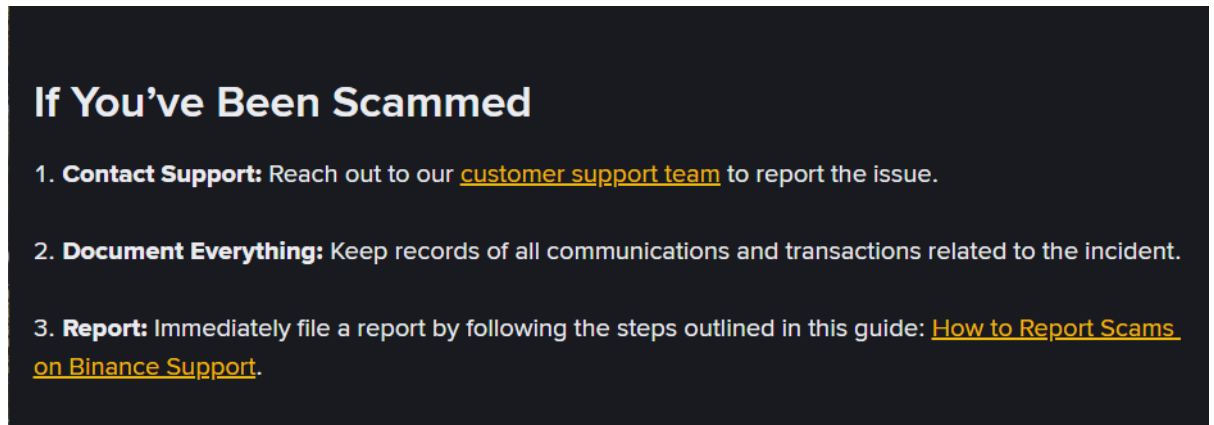 If You’ve Been Scammed
1. Contact Support: Reach out to our customer support team to report the issue.
2. Document Everything: Keep records of all communications and transactions related to the incident.
3. Report: Immediately file a report by following the steps outlined in this guide: How to Report Scams
on Binance Support.